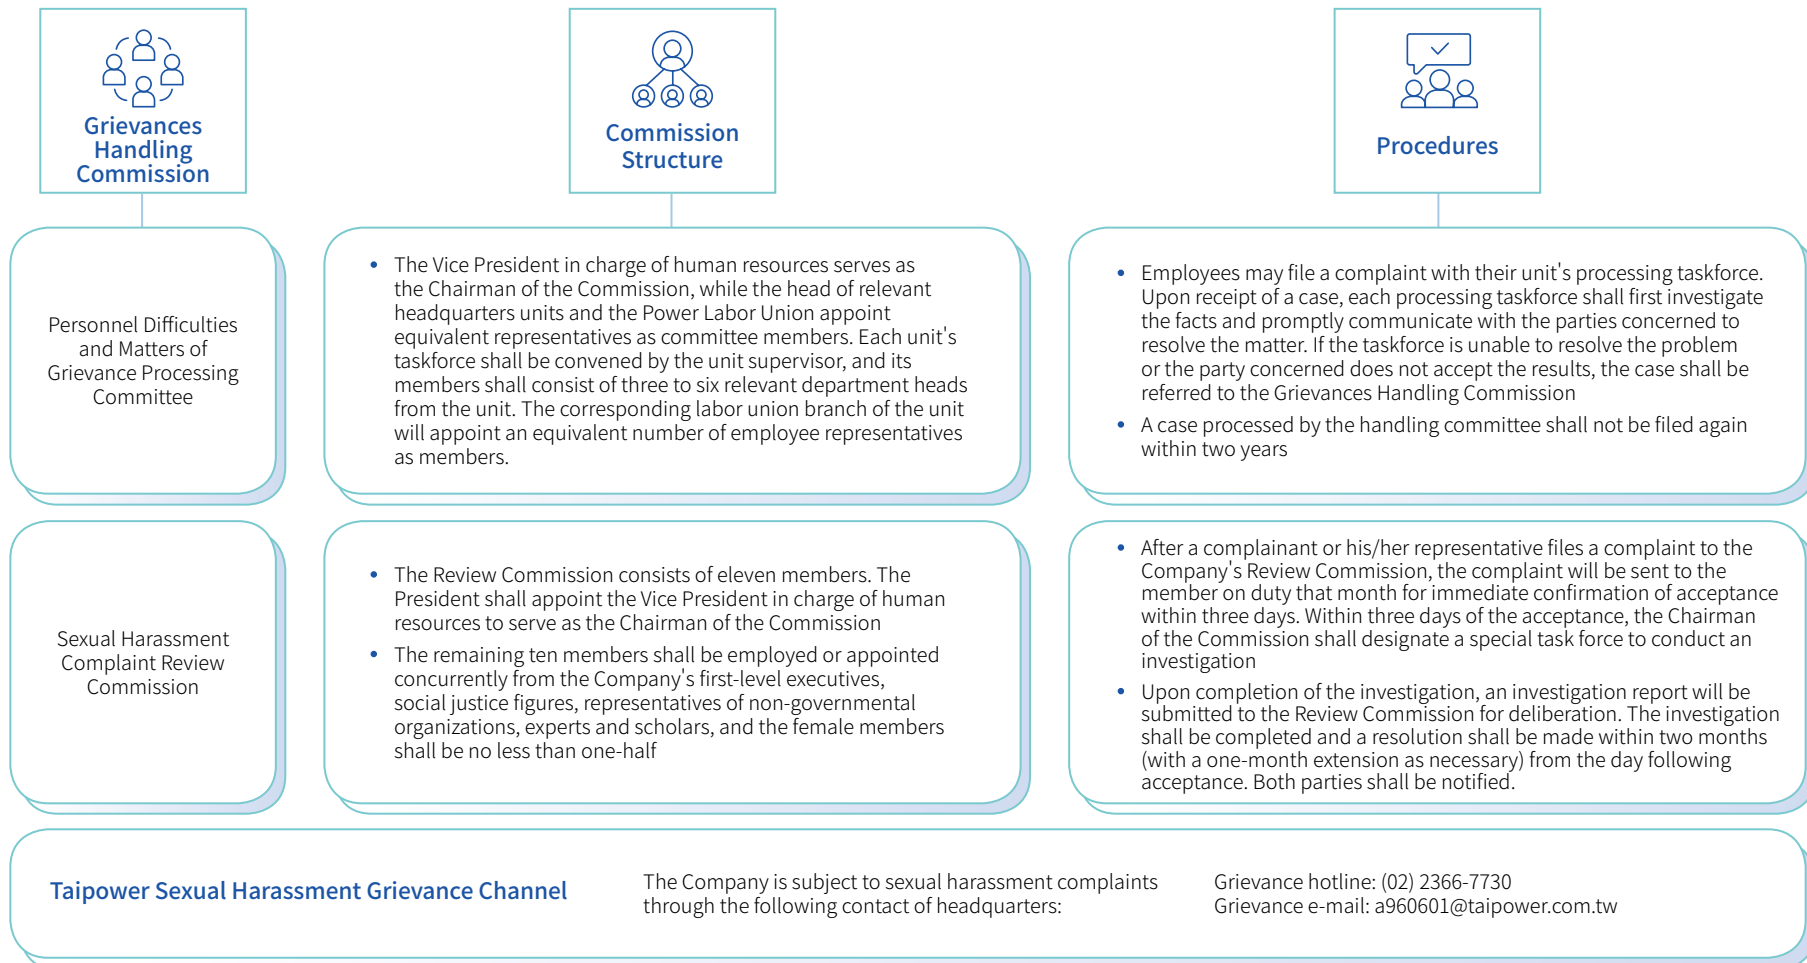 Grievances
Handling
Commission
Commission
Structure
Procedures
Personnel Difficulties
and Matters of
Grievance Processing
Committee
• The Vice President in charge of human resources serves as
the Chairman of the Commission, while the head of relevant
headquarters units and the Power Labor Union appoint
equivalent representatives as committee members. Each unit's
taskforce shall be convened by the unit supervisor, and its
members shall consist of three to six relevant department heads
from the unit. The corresponding labor union branch of the unit
will appoint an equivalent number of employee representatives
as members.
• Employees may file a complaint with their unit's processing taskforce.
Upon receipt of a case, each processing taskforce shall first investigate
the facts and promptly communicate with the parties concerned to
resolve the matter. If the taskforce is unable to resolve the problem
or the party concerned does not accept the results, the case shall be
referred to the Grievances Handling Commission
• A case processed by the handling committee shall not be filed again
within two years
Sexual Harassment
Complaint Review
Commission
• The Review Commission consists of eleven members. The
President shall appoint the Vice President in charge of human
resources to serve as the Chairman of the Commission
• The remaining ten members shall be employed or appointed
concurrently from the Company's first-level executives,
social justice figures, representatives of non-governmental
organizations, experts and scholars, and the female members
shall be no less than one-half
• After a complainant or his/her representative files a complaint to the
Company's Review Commission, the complaint will be sent to the
member on duty that month for immediate confirmation of acceptance
within three days. Within three days of the acceptance, the Chairman
of the Commission shall designate a special task force to conduct an
investigation
• Upon completion of the investigation, an investigation report will be
submitted to the Review Commission for deliberation. The investigation
shall be completed and a resolution shall be made within two months
(with a one-month extension as necessary) from the day following
acceptance. Both parties shall be notified.
Taipower Sexual Harassment Grievance Channel
The Company is subject to sexual harassment complaints
through the following contact of headquarters:
Grievance hotline: (02) 2366-7730
Grievance e-mail: a960601@taipower.com.tw